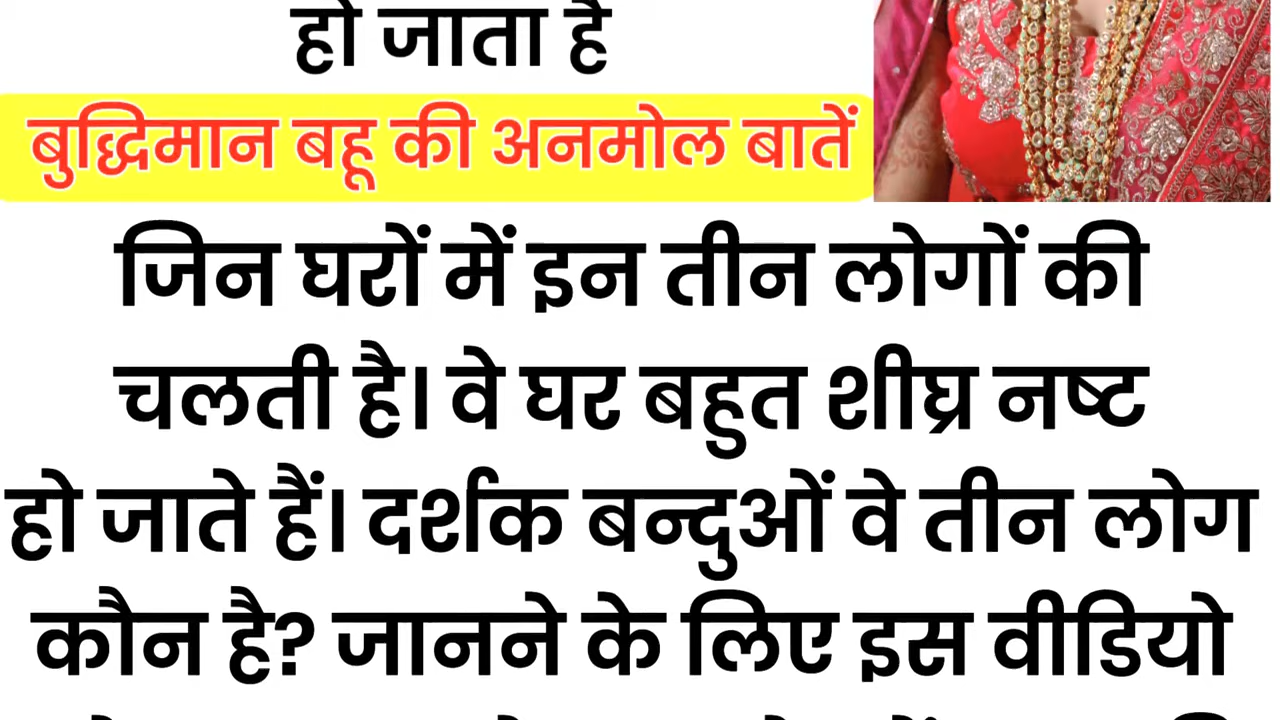 हो जाता है
बुद्धिमान बहू की अनमोल बातें
जिन घरों में इन तीन लोगों की
चलती है। वे घर बहुत शीघ्र नष्ट
हो जाते हैं। दर्शक बन्दुओं वे तीन लोग
कौन है? जानने के लिए इस वीडियो